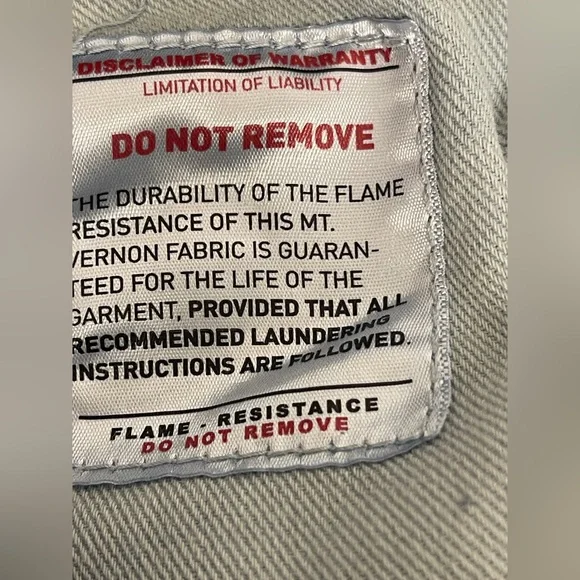 DISCLAIMER OF WARRANTY
LIMITATION OF LIABILITY
DO NOT REMOVE
THE DURABILITY OF THE FLAME
RESISTANCE OF THIS MT.
VERNON FABRIC IS GUARAN-
TEED FOR THE LIFE OF THE
GARMENT, PROVIDED THAT ALL
RECOMMENDED LAUNDERING
INSTRUCTIONS ARE FOLLOWED.
FLAME - RESISTANCE
DO NOT REMOVE